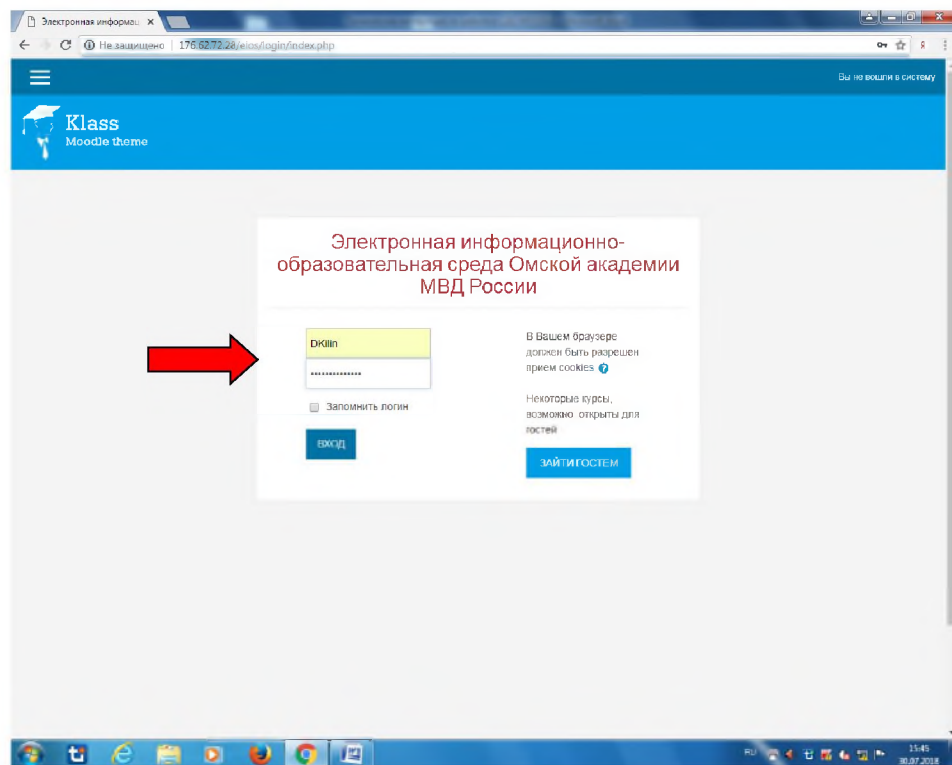 Электронная информац
Не защищено | 176.62.72.28/eios/login/index.php
Вы не вошли в систему
Klass
Moodle theme
Электронная информационно-
образовательная среда Омской академии
МВД России
DKilin
Запомнить логин
ВХОД
В Вашем браузере
должен быть разрешен
прием cookies
Некоторые курсы,
возможно, открыты для
гостей
ЗАЙТИ ГОСТЕМ
RU
15:45
30.07.2018